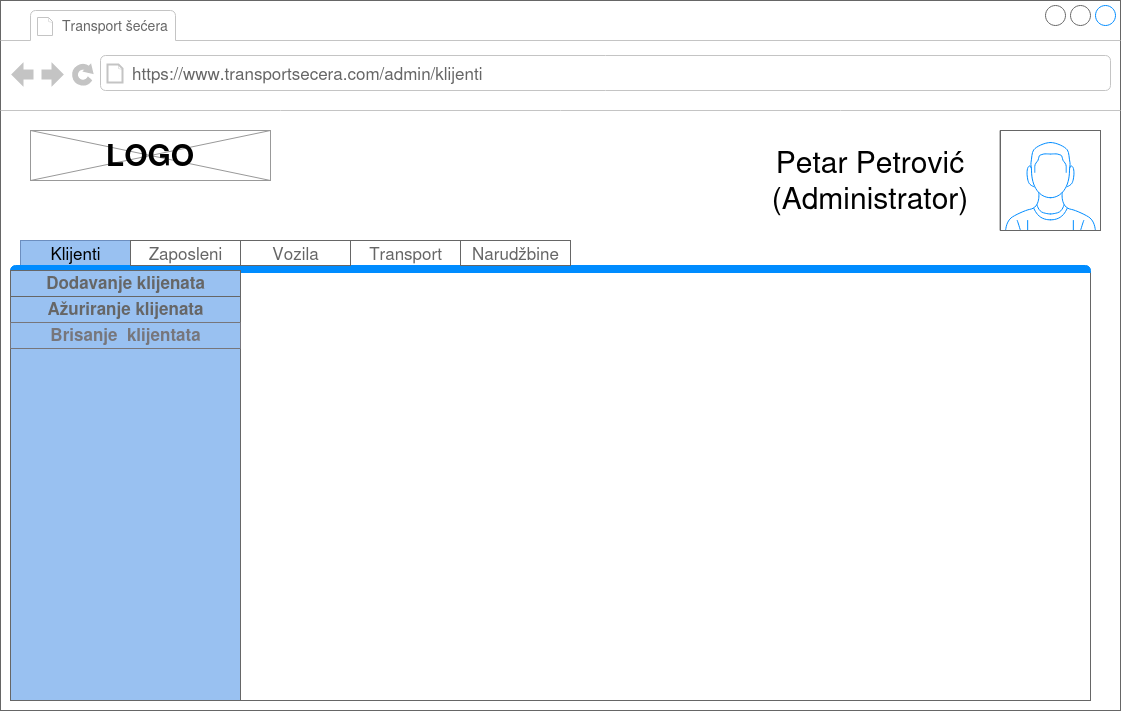 Transport šećera
https://www.transportsecera.com/admin/klijenti
LOGO
Petar Petrović
(Administrator)
Klijenti Zaposleni Vozila Transport Narudžbine
Dodavanje klijenata
Ažuriranje klijenata
Brisanje  klijentata